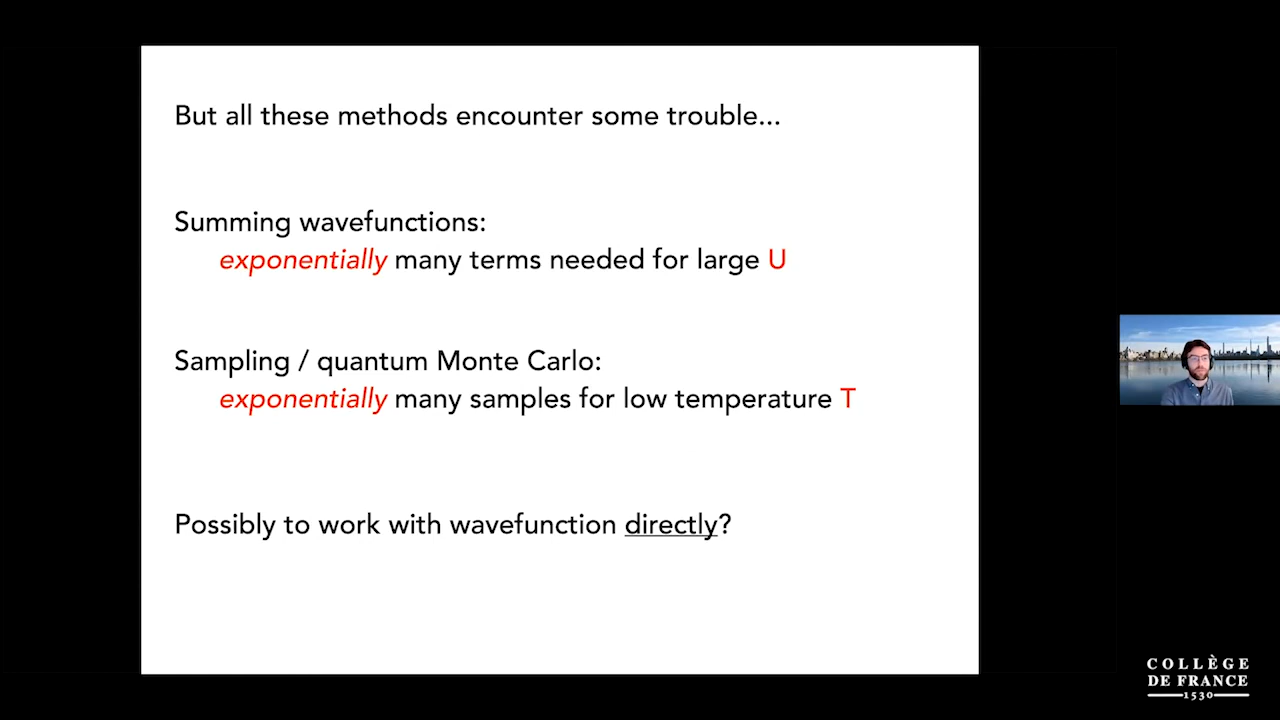 But all these methods encounter some trouble...
Summing wavefunctions:
exponentially many terms needed for large U
Sampling / quantum Monte Carlo:
exponentially many samples for low temperature T
Possibly to work with wavefunction directly?
COLLÈGE
DE FRANCE
1530